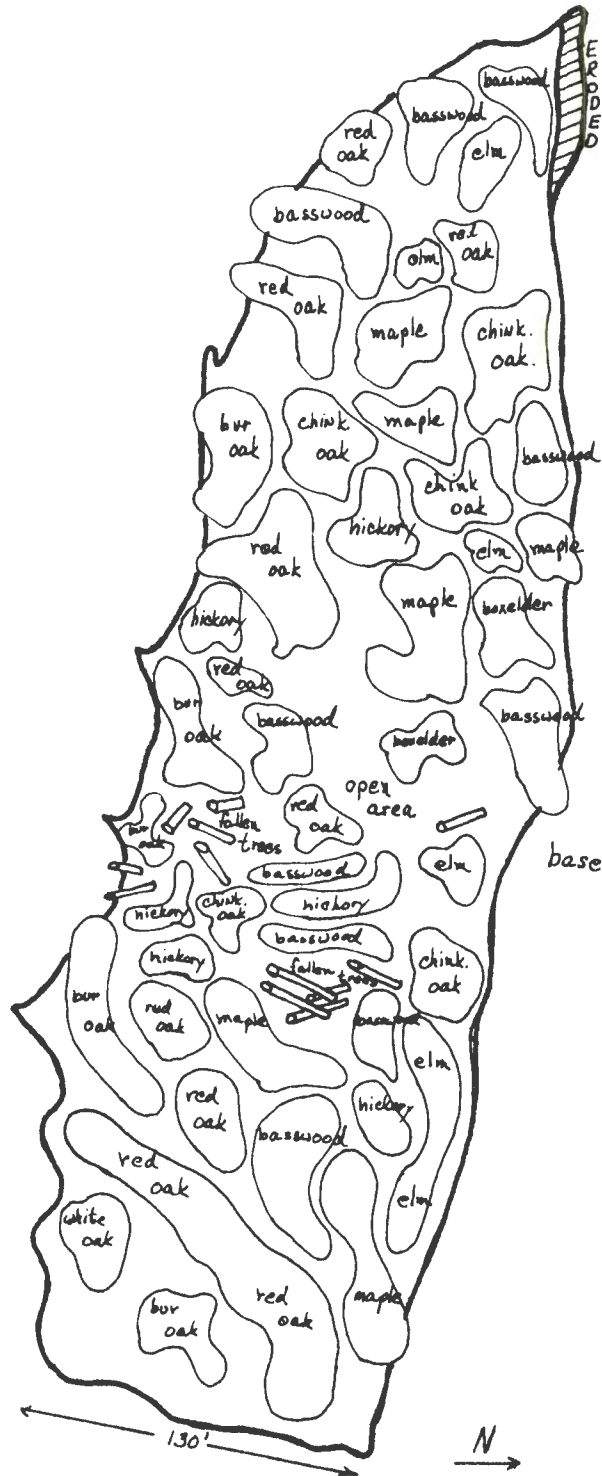 ERODED
basswood
basswood
red
oak
elm
basswood
red
oak
elm
red
oak
maple
chink.
oak.
bur
oak
chink
oak
maple
basswood
chink
oak
hickory
red
oak
elm
maple
maple
boxelder
hickory
red
oak
bur
oak
basswood
basswood
boxelder
open
area
red
oak
fallen
trees
bur
oak
base
elm
basswood
hickory
hickory
chink.
oak
basswood
hickory
chink.
oak
fallen trees
bur
oak
red
oak
maple
basswood
elm
red
oak
hickory
basswood
red
oak
elm
white
oak
maple
red
oak
bur
oak
130'
N